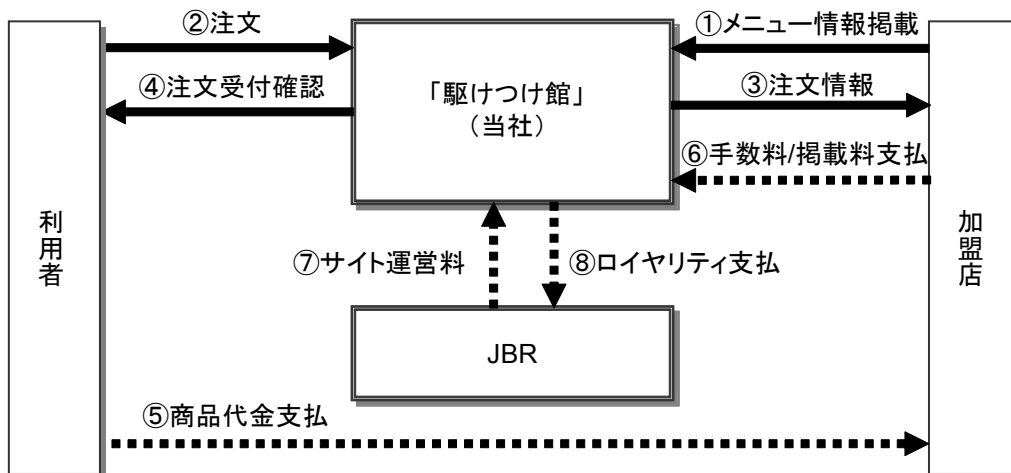 ②注文
①メニュー情報掲載
④注文受付確認
「駆けつけ館」
（当社）
③注文情報
⑥手数料/掲載料支払
利用者
加盟店
⑦サイト運営料
⑧ロイヤリティ支払
JBR
⑤商品代金支払